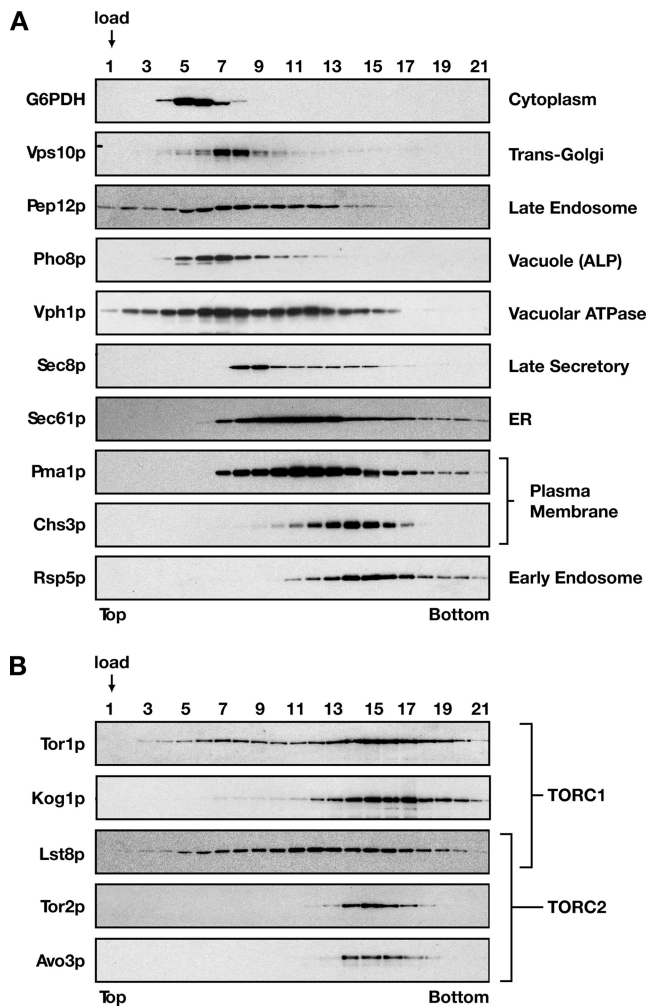 A
load
1 3 5 7 9 11 13 15 17 19 21
G6PDH Cytoplasm
Vps10p Trans-Golgi
Pep12p Late Endosome
Pho8p Vacuole (ALP)
Vph1p Vacuolar ATPase
Sec8p Late Secretory
Sec61p ER
Pma1p
Plasma
Membrane
Chs3p
Rsp5p Early Endosome
Top Bottom
B
load
1 3 5 7 9 11 13 15 17 19 21
Tor1p
Kog1p TORC1
Lst8p
Tor2p TORC2
Avo3p
Top Bottom